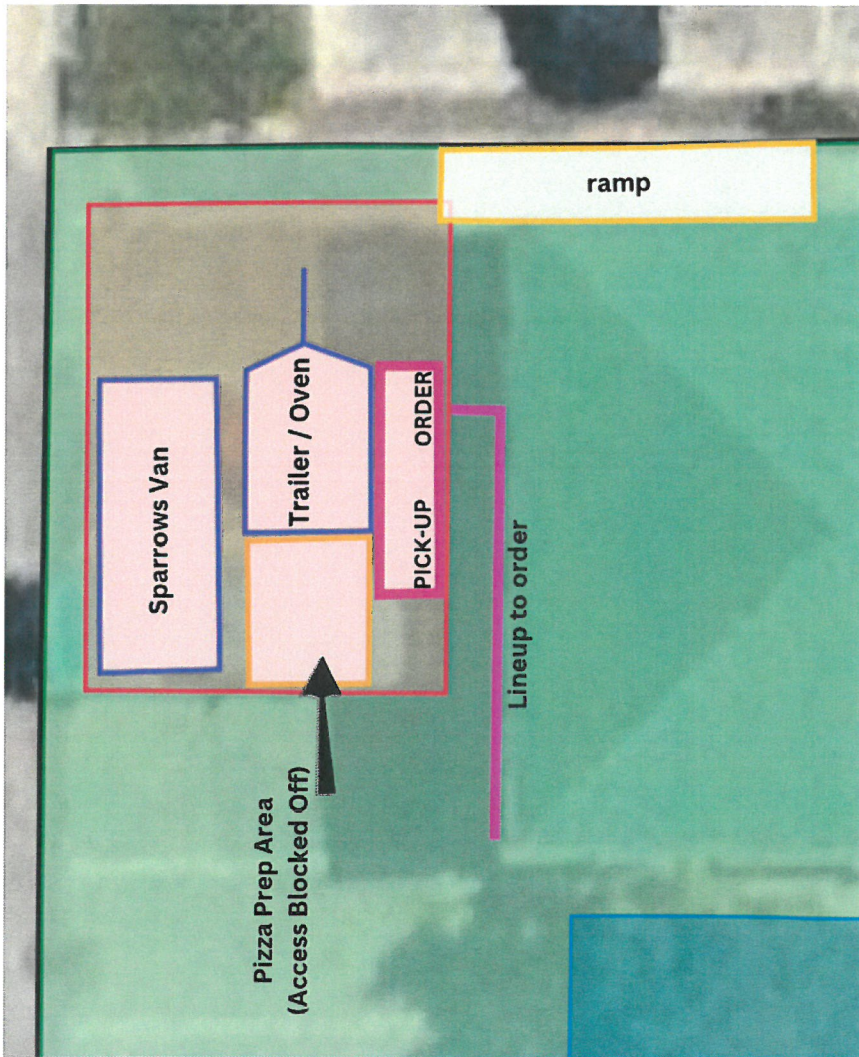 ramp
Sparrows Van
Trailer / Oven
PICK-UP ORDER
Lineup to order
Pizza Prep Area
(Access Blocked Off)